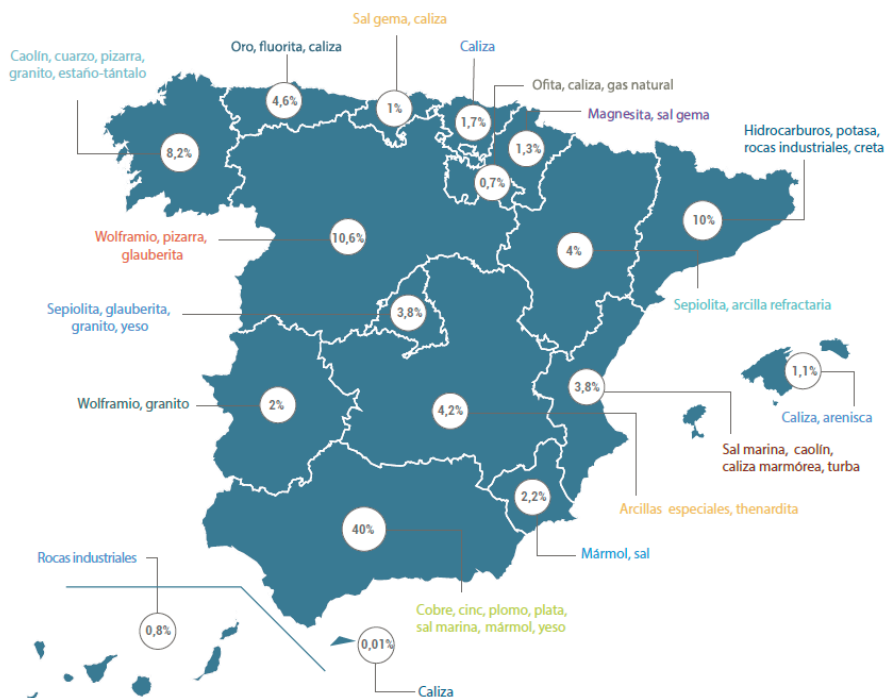 Sal gema, caliza
Oro, fluorita, caliza
Caliza
Caolín, cuarzo, pizarra,
granito, estaño-tántalo
Ofita, caliza, gas natural
4,6%
1%
Magnesita, sal gema
1,7%
Hidrocarburos, potasa,
rocas industriales, creta
8,2%
1,3%
0,7%
10%
Wolframio, pizarra,
glauberita
10,6%
4%
Sepiolita, glauberita,
granito, yeso
3,8%
Sepiolita, arcilla refractaria
1,1%
Wolframio, granito
2%
4,2%
3,8%
Caliza, arenisca
Sal marina, caolín,
caliza marmórea, turba
2,2%
Arcillas especiales, thenardita
40%
Mármol, sal
Rocas industriales
Cobre, cinc, plomo, plata,
sal marina, mármol, yeso
0,8%
0,01%
Caliza